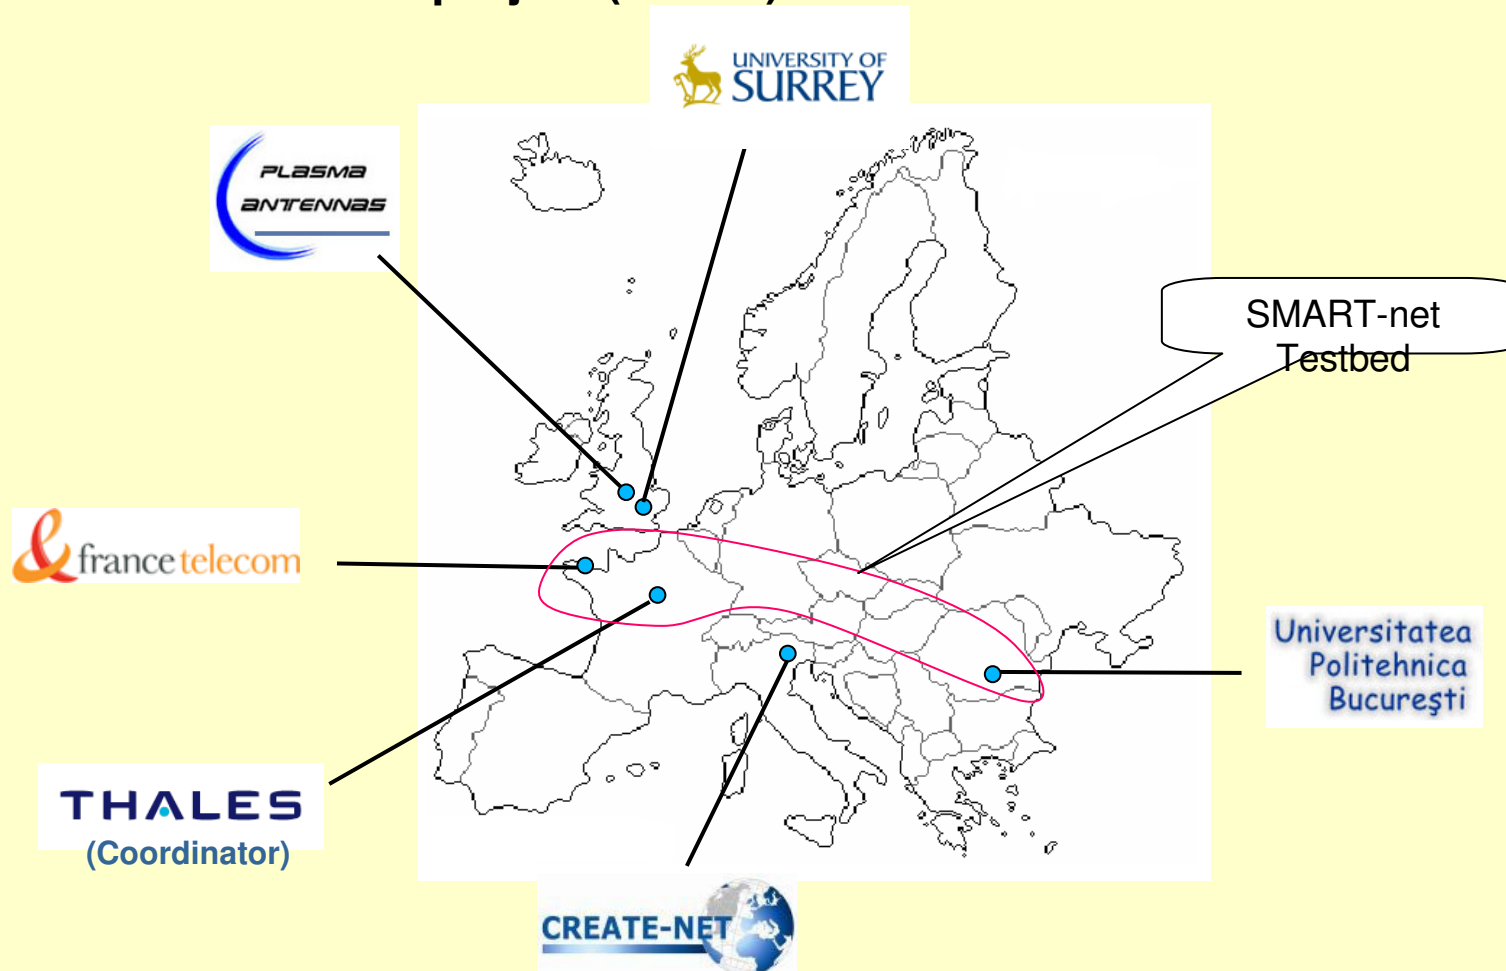 UNIVERSITY OF
SURREY
PLASMA
ANTENNAS
SMART-net
Testbed
& france telecom
Universitatea
Politehnica
Bucureşti
THALES
(Coordinator)
CREATE-NET